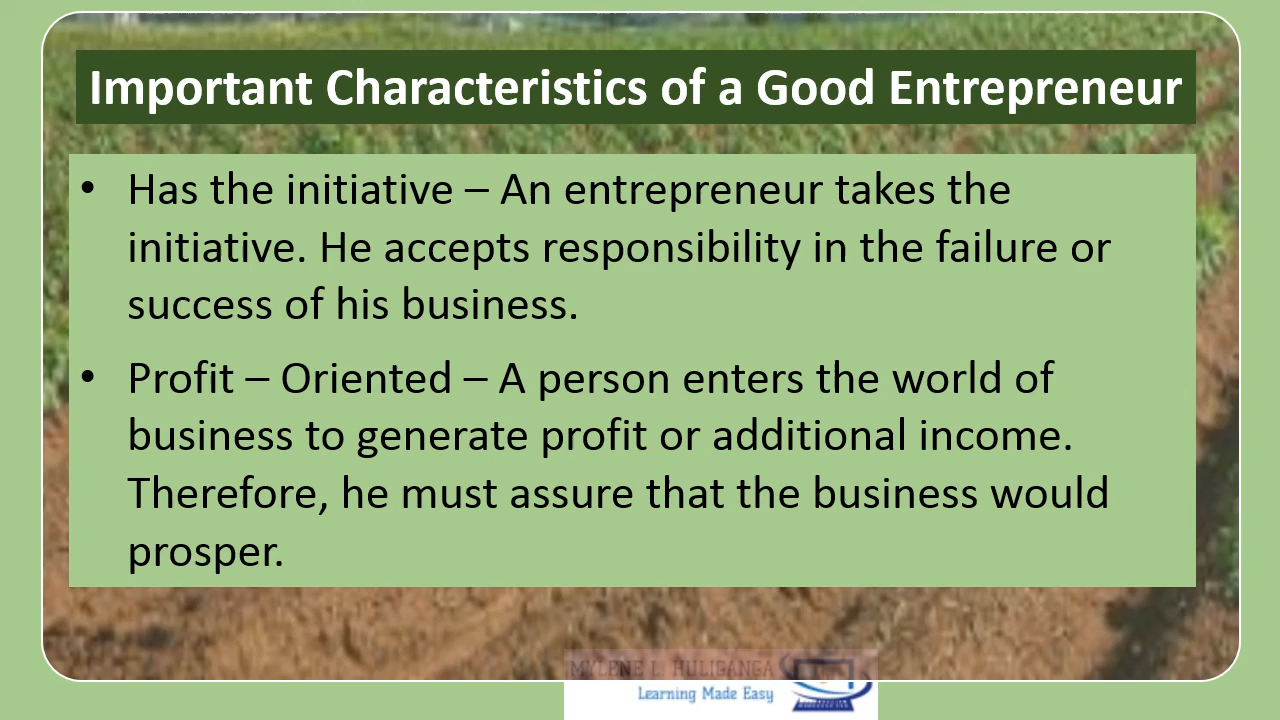 Important Characteristics of a Good Entrepreneur
• Has the initiative – An entrepreneur takes the
initiative. He accepts responsibility in the failure or
success of his business.
• Profit – Oriented – A person enters the world of
business to generate profit or additional income.
Therefore, he must assure that the business would
prosper.
MYLENE L. HULIGANGA
Learning Made Easy